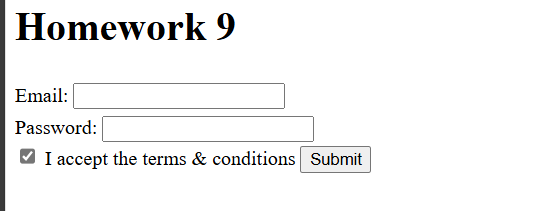 Homework 9
Email:
Password:
I accept the terms & conditions Submit